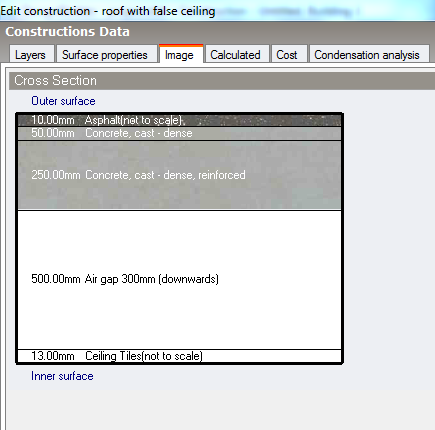 Edit construction - roof with false ceiling
Constructions Data
Layers Surface properties Image Calculated Cost Condensation analysis
Cross Section
Outer surface
10.00mm Asphalt(not to scale)
50.00mm Concrete, cast - dense
250.00mm Concrete, cast - dense, reinforced
500.00mm Air gap 300mm (downwards)
13.00mm Ceiling Tiles(not to scale)
Inner surface